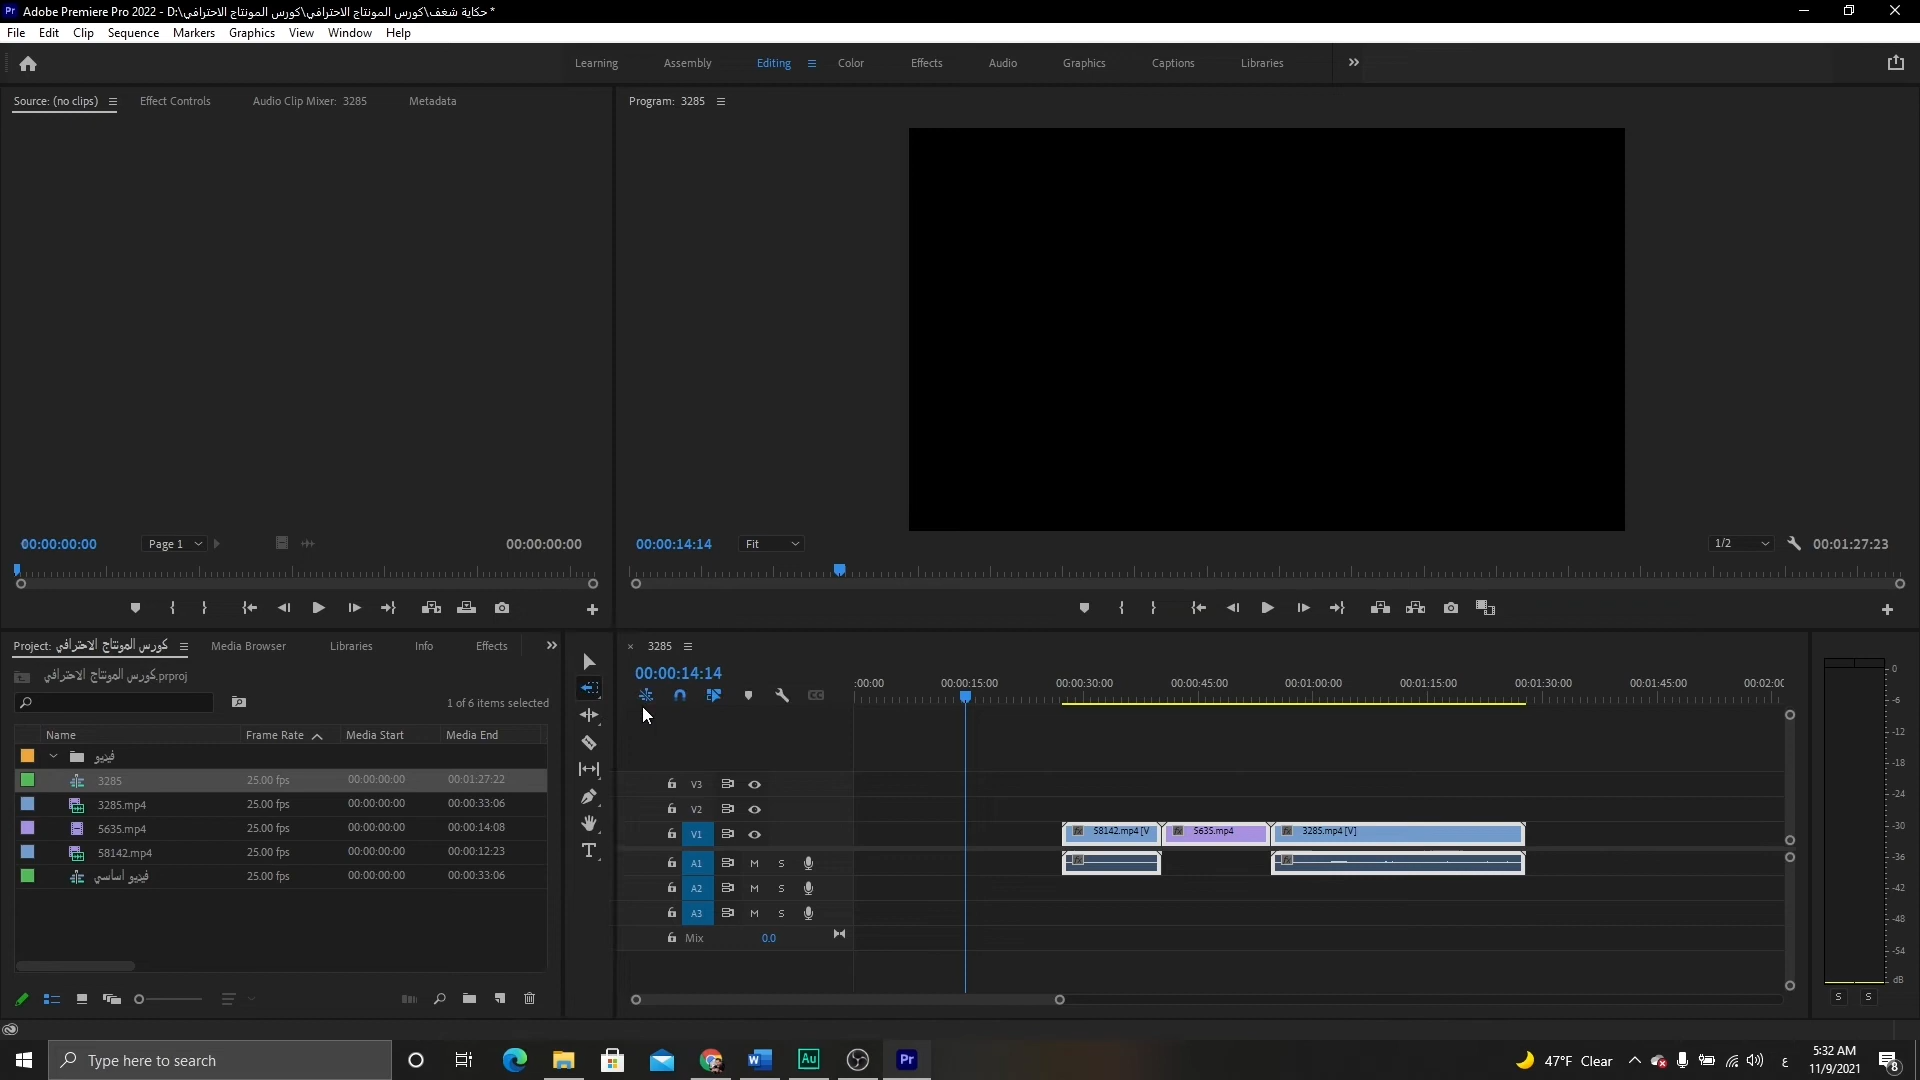 Pr Adobe Premiere Pro 2022 - D:\حكاية شغف\كورس المونتاج الاحترافي\كورس المونتاج الاحترافي *
File Edit Clip Sequence Markers Graphics View Window Help
Learning Assembly Editing Color Effects Audio Graphics Captions Libraries
Source: (no clips) Effect Controls Audio Clip Mixer: 3285 Metadata
Program: 3285
00:00:00:00 Page 1 00:00:00:00
00:00:14:14 Fit 1/2 00:01:27:23
Project: كورس المونتاج الاحترافي Media Browser Libraries Info Effects
كورس المونتاج الاحترافي.prproj
1 of 6 items selected
Name Frame Rate Media Start Media End
فيديو
3285 25.00 fps 00:00:00:00 00:01:27:22
3285.mp4 25.00 fps 00:00:00:00 00:00:33:06
5635.mp4 25.00 fps 00:00:00:00 00:00:14:08
58142.mp4 25.00 fps 00:00:00:00 00:00:12:23
فيديو اساسي 25.00 fps 00:00:00:00 00:00:33:06
3285
00:00:14:14
:00:00 00:00:15:00 00:00:30:00 00:00:45:00 00:01:00:00 00:01:15:00 00:01:30:00 00:01:45:00 00:02:00
V3
V2
V1 58142.mp4 [V 5635.mp4 3285.mp4 [V]
A1 M S
A2 M S
A3 M S
Mix 0.0
0
-6
-12
-18
-24
-30
-36
-42
-48
-54
dB
S S
Type here to search
Au
Pr
47°F Clear
ع
5:32 AM
11/9/2021
8